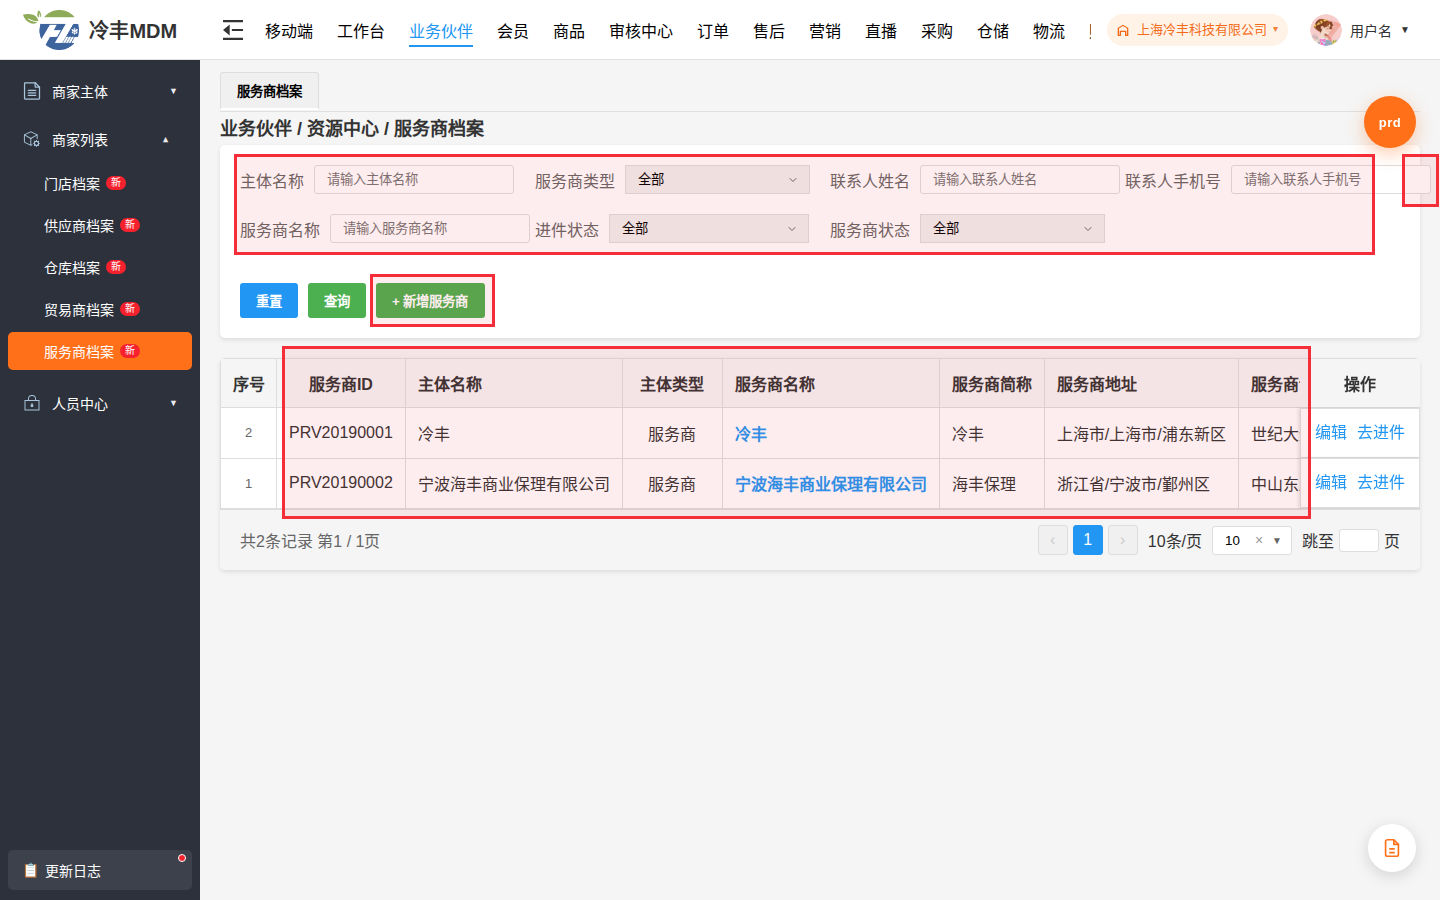 冷丰MDM
移动端 工作台 业务伙伴 会员 商品 审核中心 订单 售后 营销 直播 采购 仓储 物流
上海冷丰科技有限公司
用户名
商家主体
商家列表
门店档案 新
供应商档案 新
仓库档案 新
贸易商档案 新
服务商档案 新
人员中心
更新日志
服务商档案
业务伙伴 / 资源中心 / 服务商档案
prd
主体名称 请输入主体名称 服务商类型 全部 联系人姓名 请输入联系人姓名 联系人手机号 请输入联系人手机号
服务商名称 请输入服务商名称 进件状态 全部 服务商状态 全部
重置 查询 + 新增服务商
序号 服务商ID 主体名称 主体类型 服务商名称 服务商简称 服务商地址 服务商 操作
2 PRV20190001 冷丰 服务商 冷丰 冷丰 上海市/上海市/浦东新区 世纪大 编辑 去进件
1 PRV20190002 宁波海丰商业保理有限公司 服务商 宁波海丰商业保理有限公司 海丰保理 浙江省/宁波市/鄞州区 中山东 编辑 去进件
共2条记录 第1 / 1页 ‹ 1 › 10条/页 10 × 跳至 页